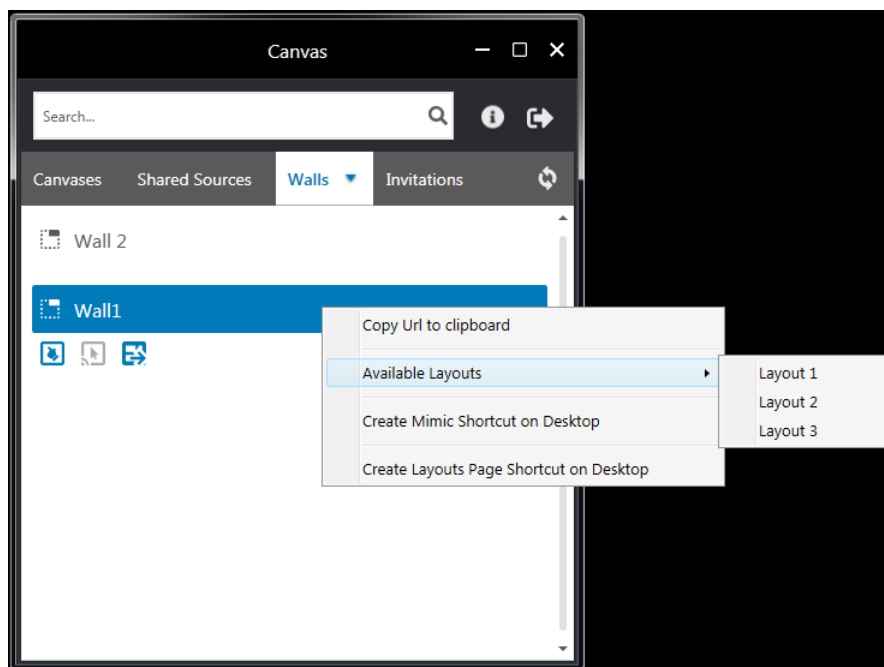 Canvas
Search...
Canvases Shared Sources Walls Invitations
Wall 2
Wall1
Copy Url to clipboard
Available Layouts
Layout 1
Layout 2
Layout 3
Create Mimic Shortcut on Desktop
Create Layouts Page Shortcut on Desktop